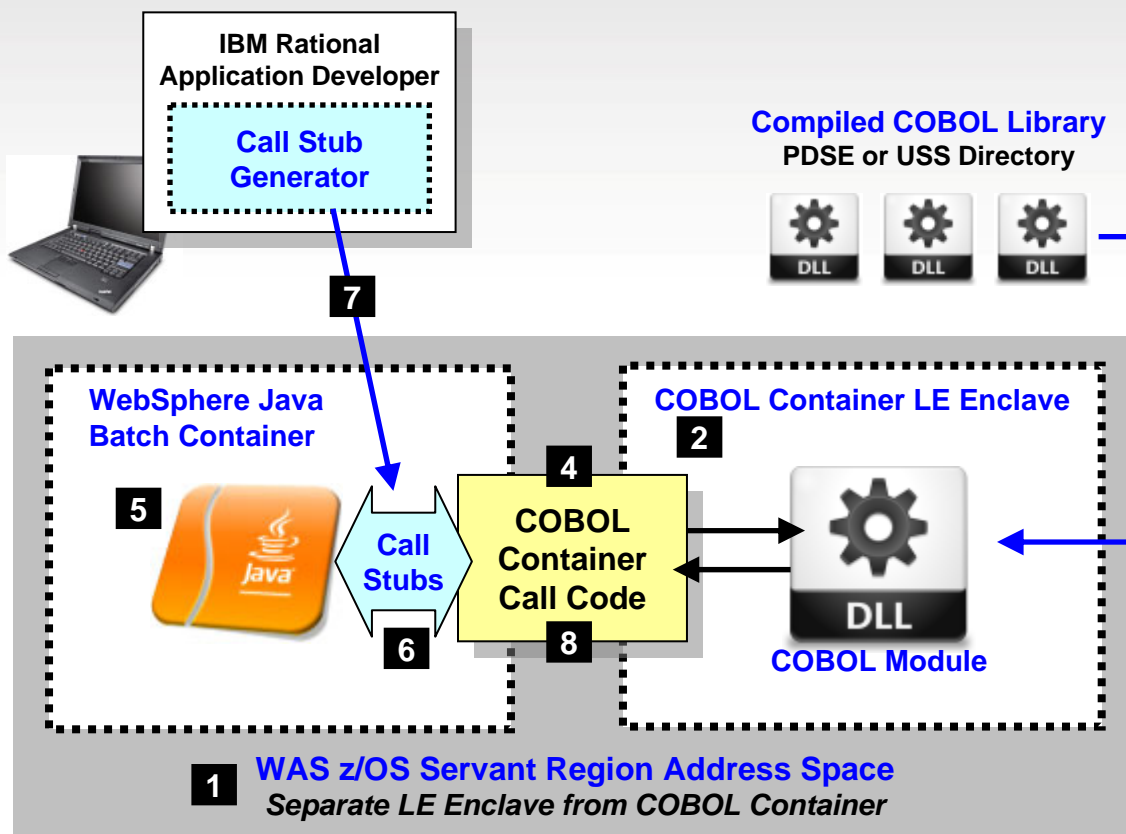 IBM Rational
Application Developer
Call Stub
Generator
Compiled COBOL Library
PDSE or USS Directory
DLL
DLL
DLL
7
WebSphere Java
Batch Container
COBOL Container LE Enclave
2
4
5
Java
Call
Stubs
COBOL
Container
Call Code
DLL
6
8
COBOL Module
1
WAS z/OS Servant Region Address Space
Separate LE Enclave from COBOL Container